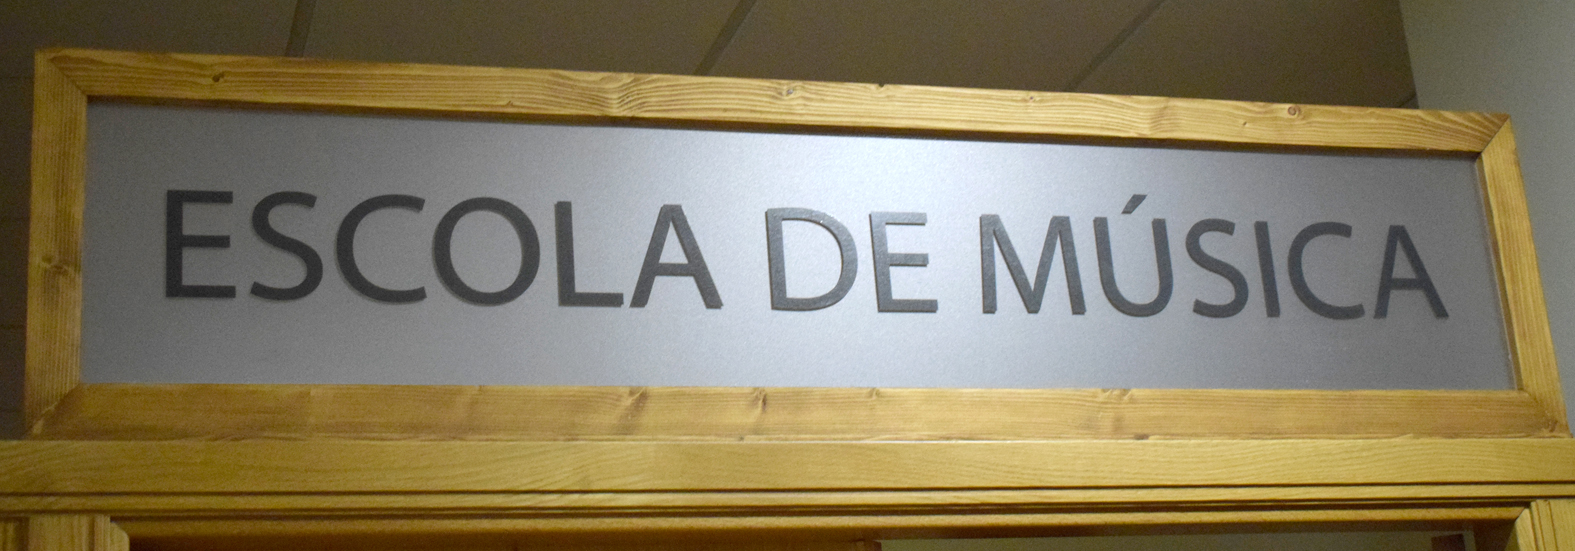 ESCOLA DE MÚSICA